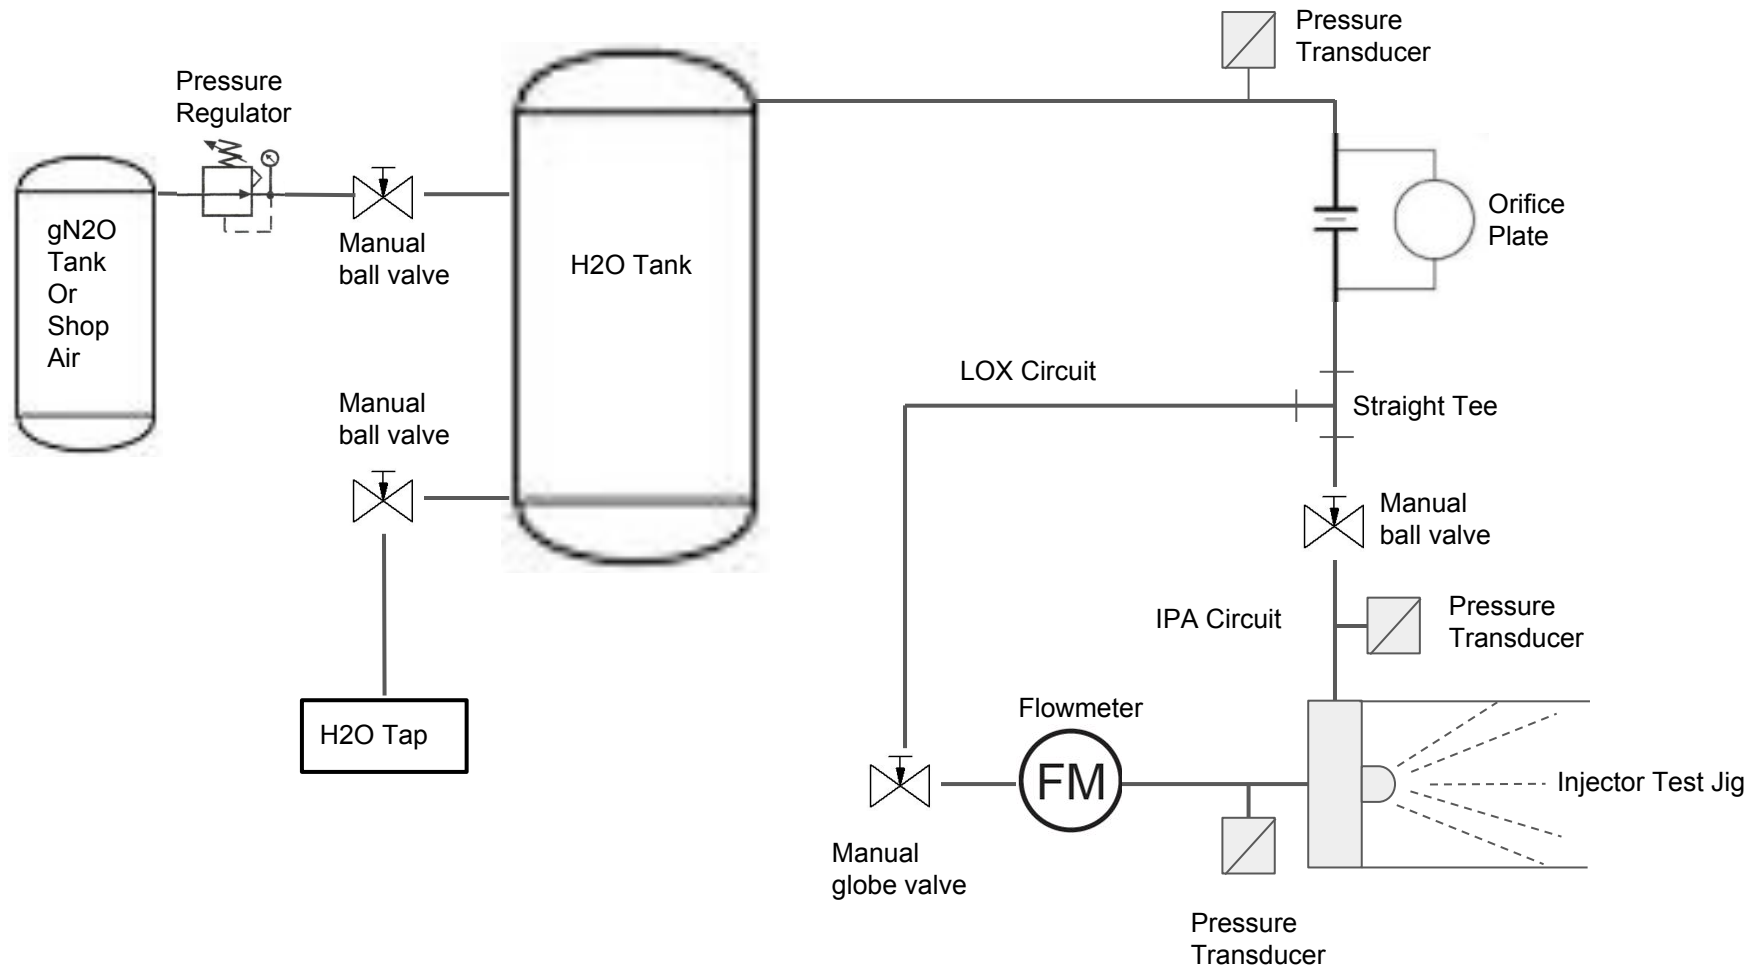 Pressure
Transducer
Pressure
Regulator
gN2O
Tank
Or
Shop
Air
Manual
ball valve
H2O Tank
Orifice
Plate
LOX Circuit
Manual
ball valve
Straight Tee
Manual
ball valve
IPA Circuit
Pressure
Transducer
H2O Tap
Flowmeter
FM
Injector Test Jig
Manual
globe valve
Pressure
Transducer